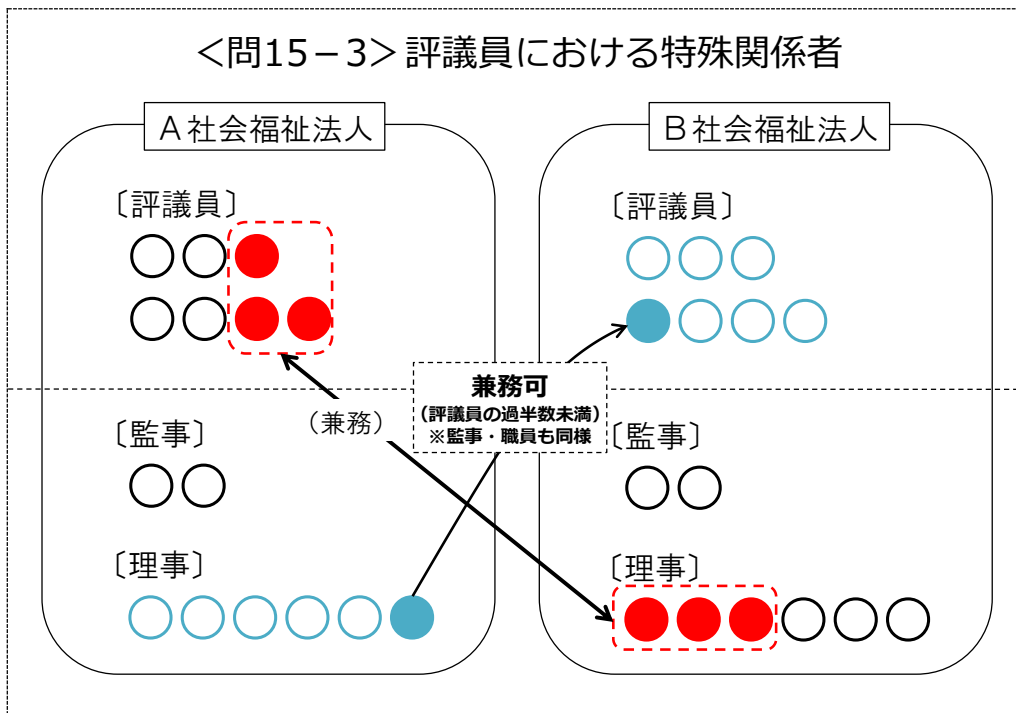 <問15-3>評議員における特殊関係者
A社会福祉法人
B社会福祉法人
〔評議員〕
〔評議員〕
兼務可
(評議員の過半数未満)
※監事・職員も同様
(兼務)
〔監事〕
〔監事〕
〔理事〕
〔理事〕